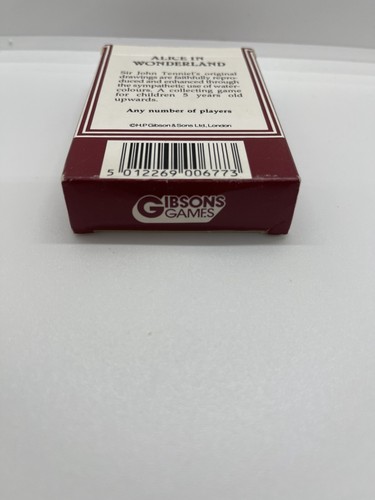 ALICE IN
WONDERLAND
Sir John Tenniel's original
drawings are faithfully repro-
duced and enhanced through
the sympathetic use of water-
colours. A collecting game
for children 5 years old
upwards.
Any number of players
©H.P. Gibson & Sons Ltd., London
5 012269 006773
GIBSONS
GAMES